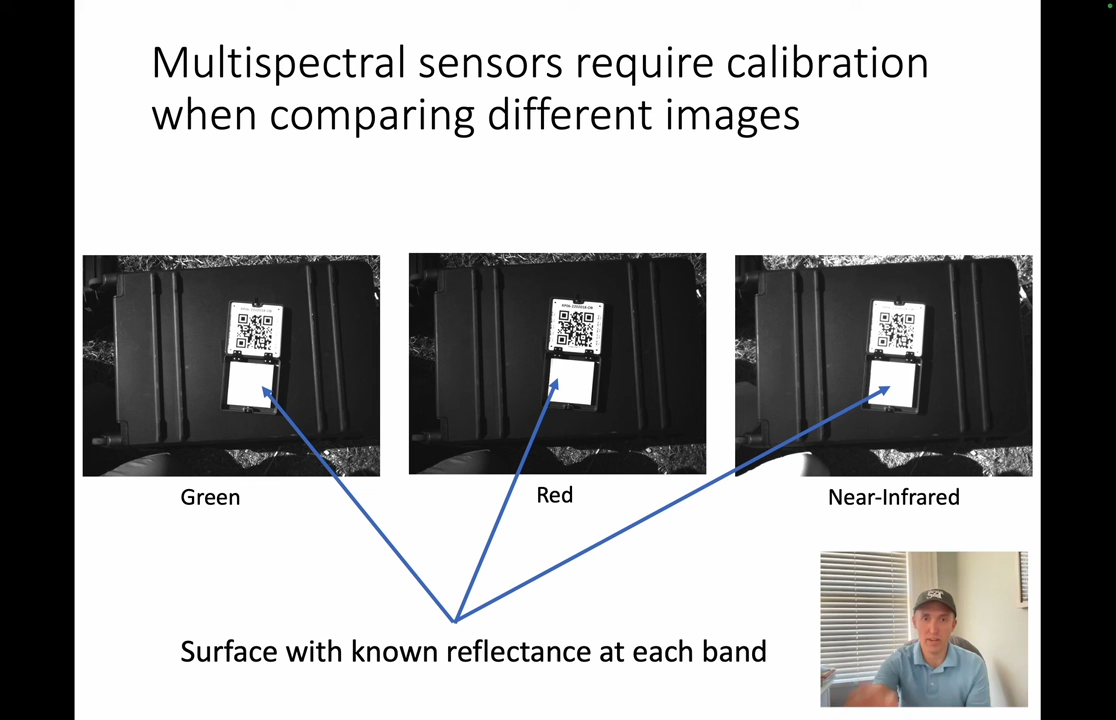 Multispectral sensors require calibration
when comparing different images
Green
Red
Near-Infrared
Surface with known reflectance at each band